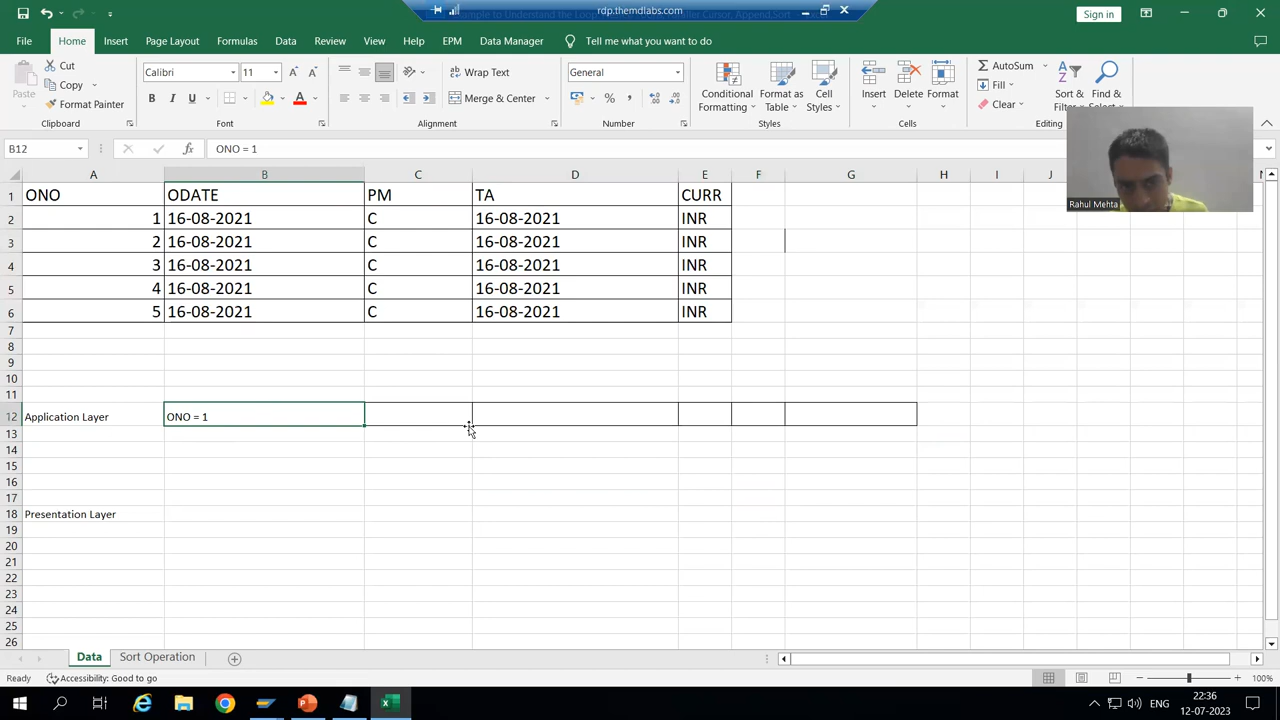 rdp.themdlabs.com
Sign in
File Home Insert Page Layout Formulas Data Review View Help EPM Data Manager Tell me what you want to do
Paste
Cut
Copy
Format Painter
Clipboard
Calibri 11
B I U
Font
Wrap Text
Merge & Center
Alignment
General
Number
Conditional Formatting
Format as Table
Cell Styles
Styles
Insert
Delete
Format
Cells
AutoSum
Fill
Clear
Sort & Filter
Find & Select
Editing
B12 fx ONO = 1
A B C D E F G H I J
1 ONO ODATE PM TA CURR
2 1 16-08-2021 C 16-08-2021 INR
3 2 16-08-2021 C 16-08-2021 INR
4 3 16-08-2021 C 16-08-2021 INR
5 4 16-08-2021 C 16-08-2021 INR
6 5 16-08-2021 C 16-08-2021 INR
7
8
9
10
11
12 Application Layer ONO = 1
13
14
15
16
17
18 Presentation Layer
19
20
21
22
23
24
25
26
Rahul Mehta
Data Sort Operation
Ready Accessibility: Good to go 100%
ENG 22:36
12-07-2023